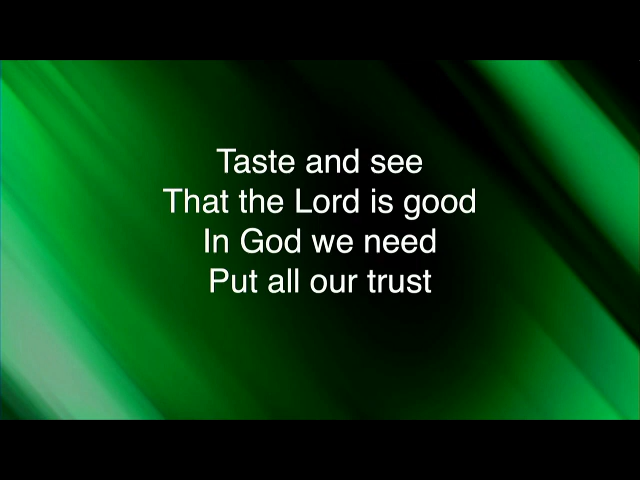 Taste and see
That the Lord is good
In God we need
Put all our trust